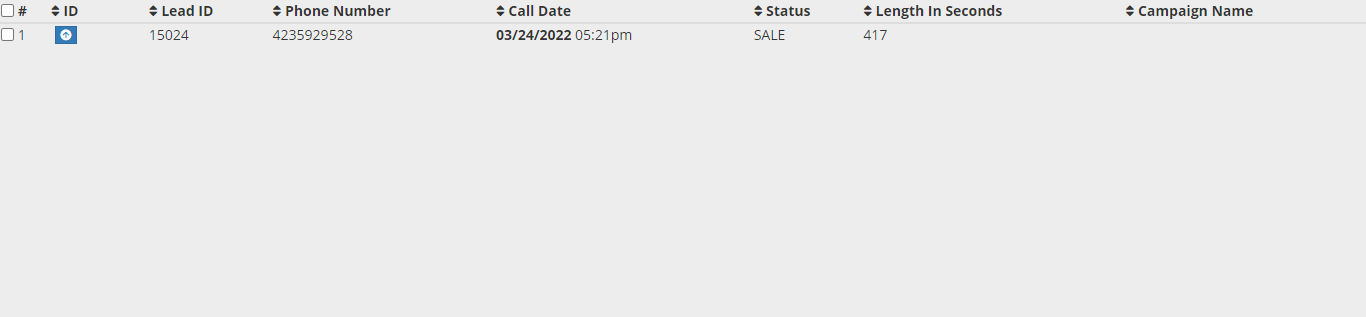 # ID Lead ID Phone Number Call Date Status Length In Seconds Campaign Name
1 15024 4235929528 03/24/2022 05:21pm SALE 417